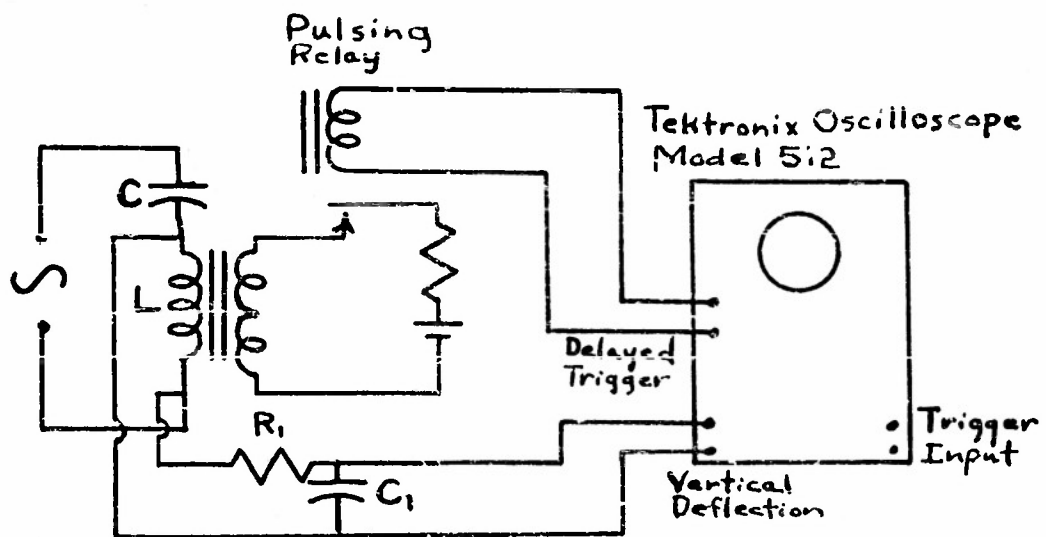 Pulsing
Relay
Tektronix Oscilloscope
Model 512
C
L
Delayed
Trigger
R1
C1
Trigger
Input
Vertical
Deflection